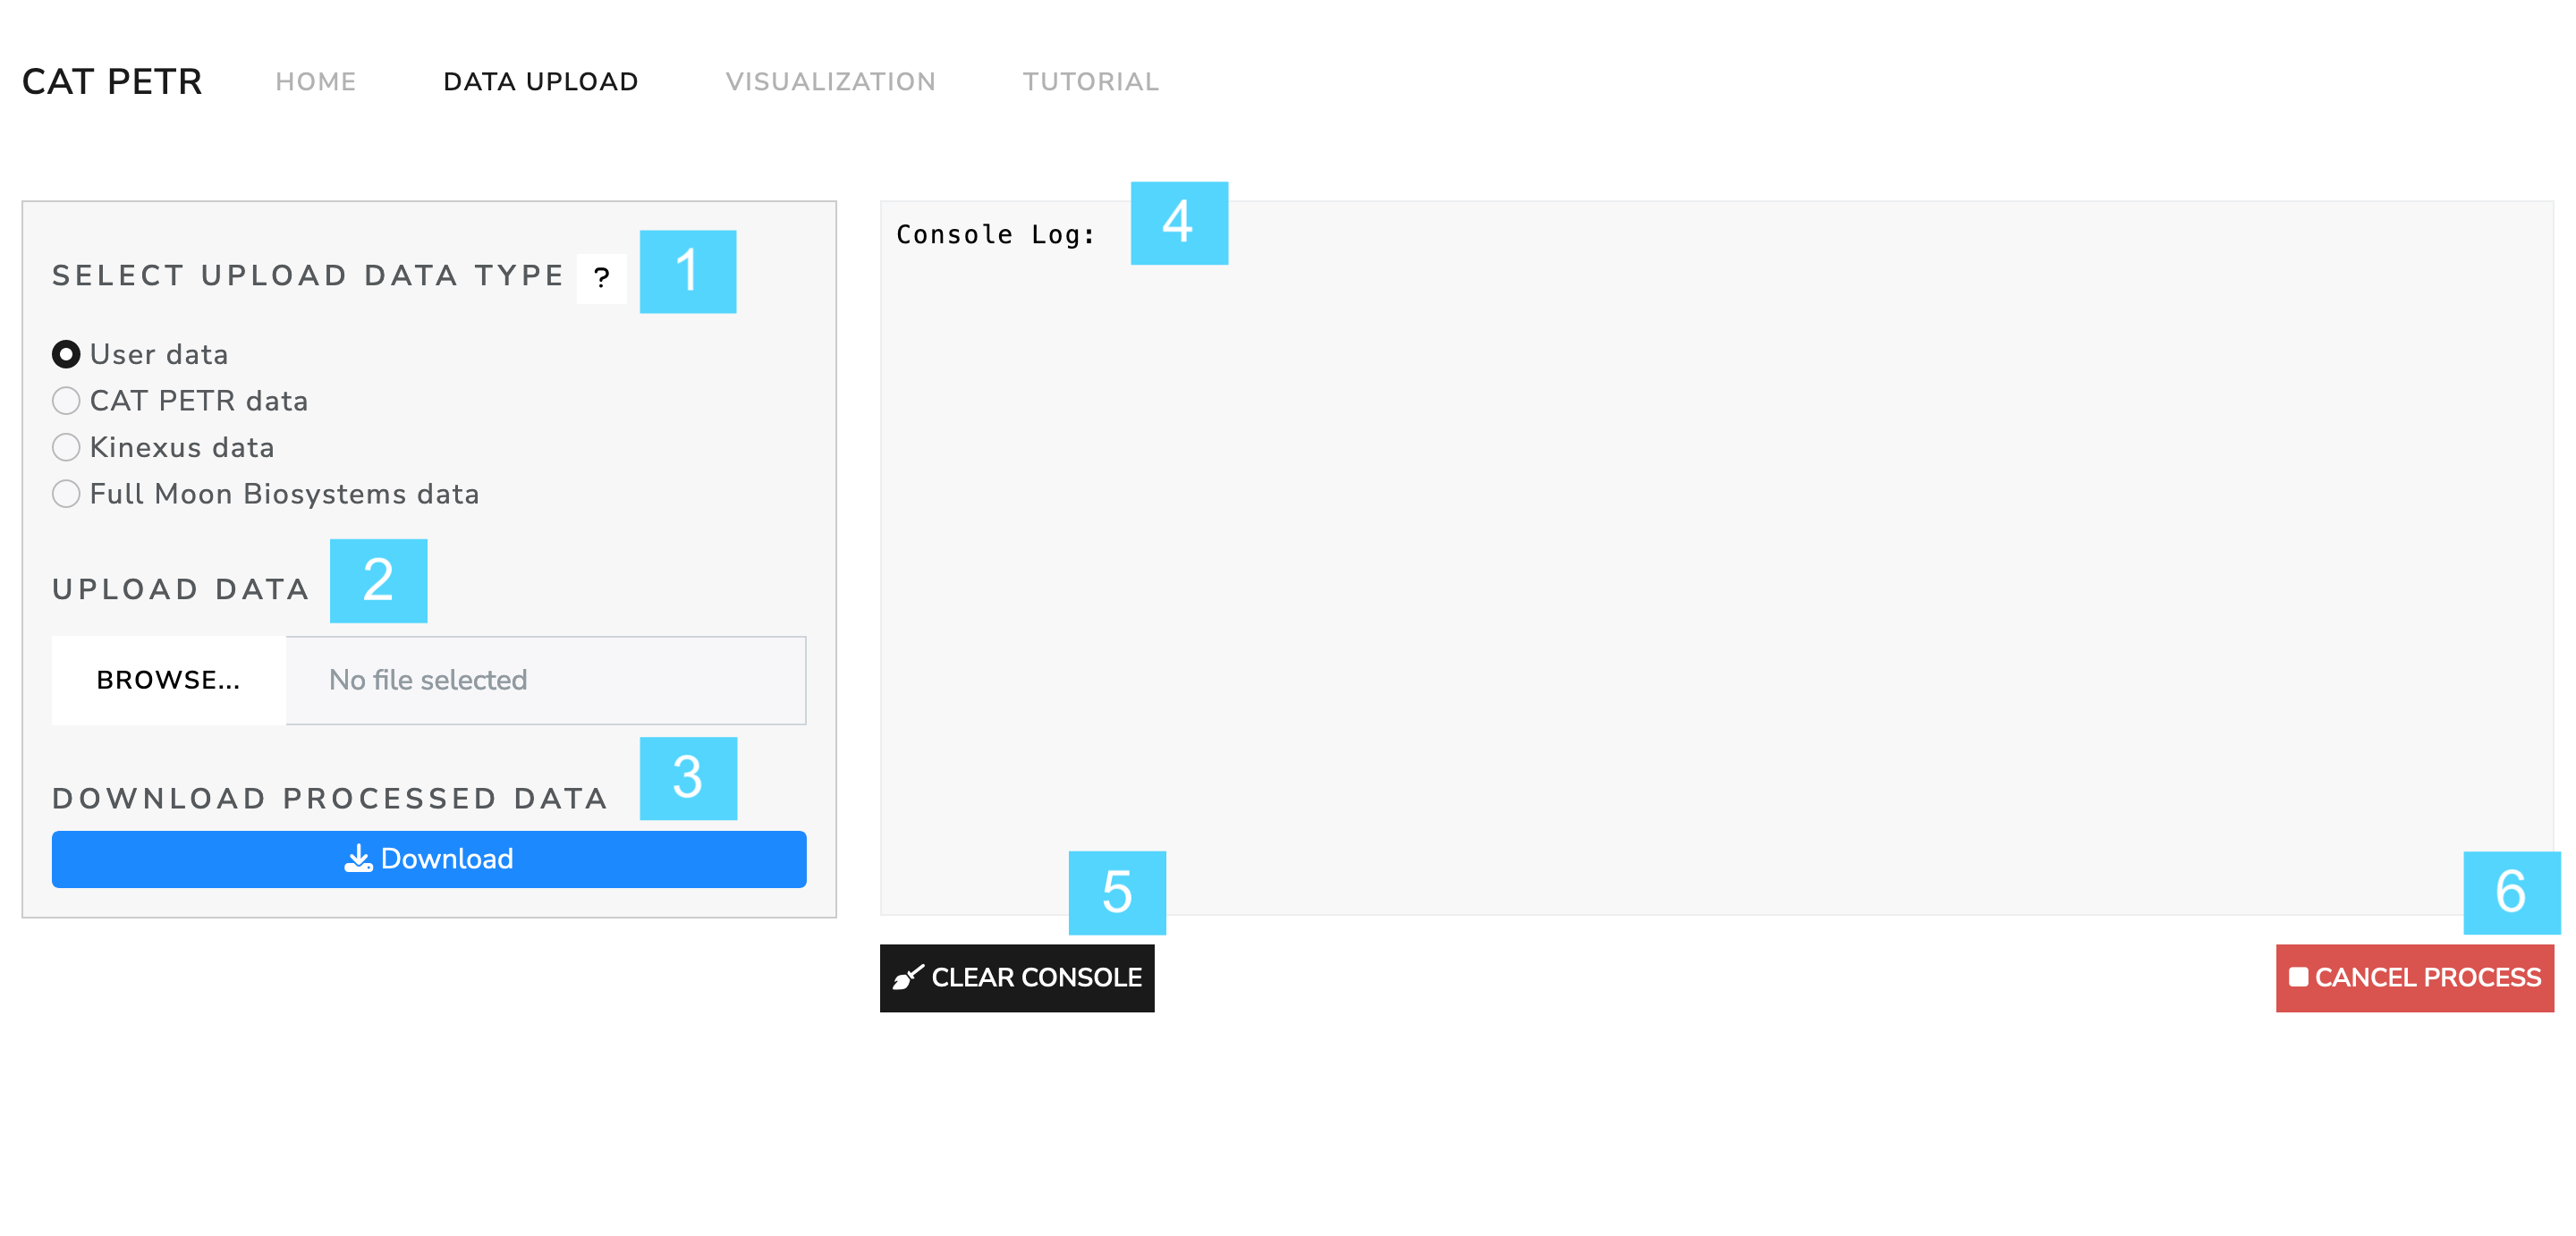 CAT PETR HOME DATA UPLOAD VISUALIZATION TUTORIAL
SELECT UPLOAD DATA TYPE ? 1
User data
CAT PETR data
Kinexus data
Full Moon Biosystems data
UPLOAD DATA 2
BROWSE... No file selected
DOWNLOAD PROCESSED DATA 3
Download
Console Log: 4
5
6
CLEAR CONSOLE
CANCEL PROCESS